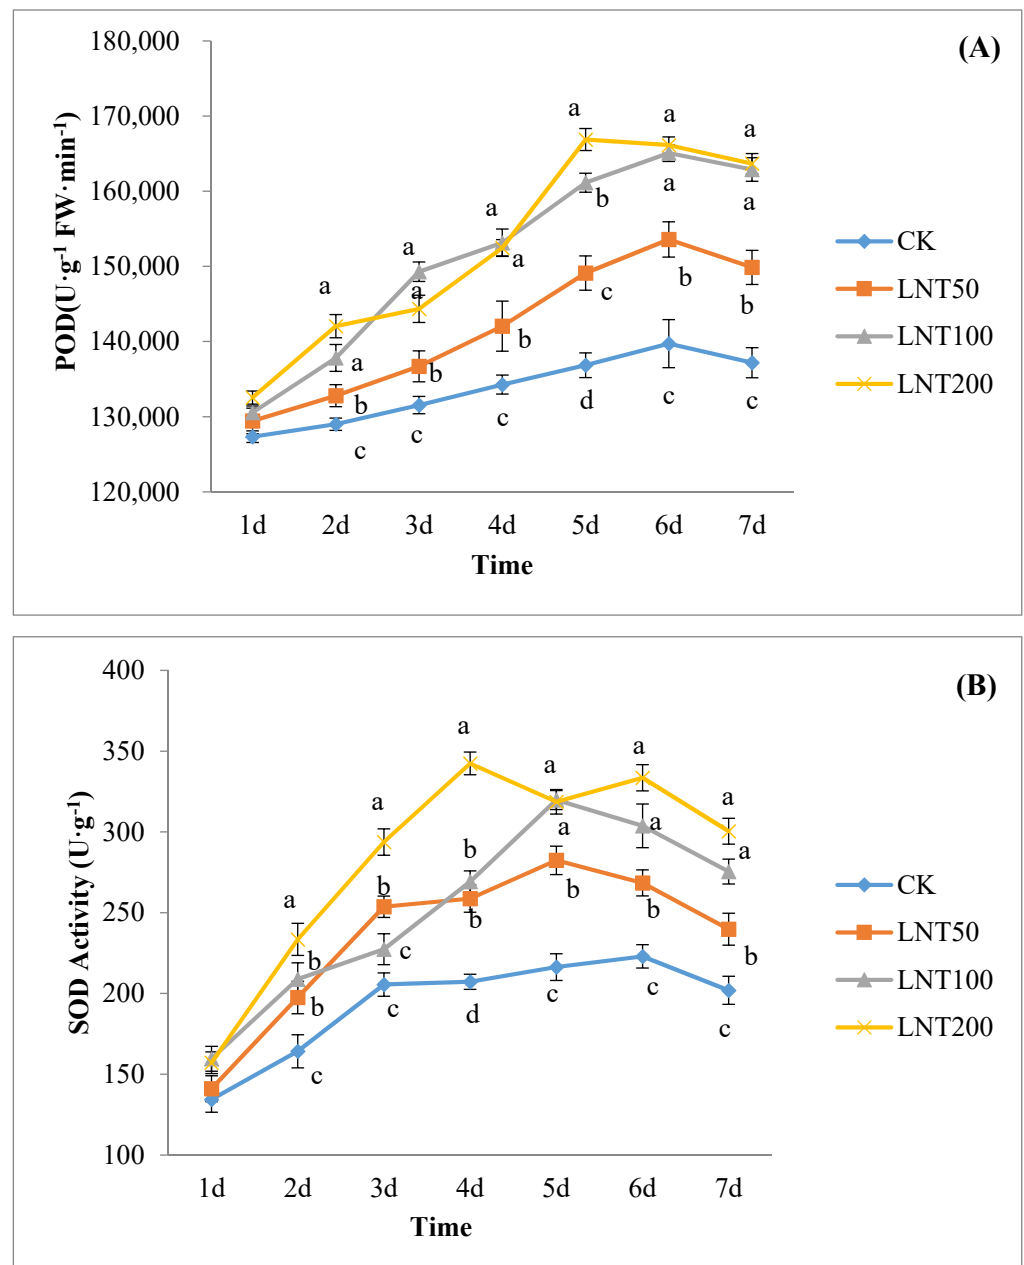 (A)
180,000
170,000
160,000
150,000
140,000
130,000
120,000
POD(U·g⁻¹ FW·min⁻¹)
a
a
a
a
b
a
a
a
a
a
a
a
c
b
b
a
b
b
b
c
c
c
d
c
c
1d 2d 3d 4d 5d 6d 7d
Time
CK
LNT50
LNT100
LNT200
(B)
400
350
300
250
200
150
100
SOD Activity (U·g⁻¹)
a
a
a
a
a
a
a
a
a
b
b
b
b
b
b
c
b
b
c
d
c
c
c
c
1d 2d 3d 4d 5d 6d 7d
Time
CK
LNT50
LNT100
LNT200